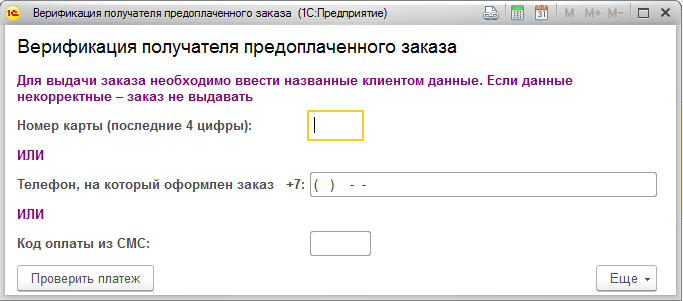 1С Верификация получателя предоплаченного заказа (1С:Предприятие) 31 M M+ M-
Верификация получателя предоплаченного заказа
Для выдачи заказа необходимо ввести названные клиентом данные. Если данные
некорректные – заказ не выдавать
Номер карты (последние 4 цифры):
ИЛИ
Телефон, на который оформлен заказ +7: ( ) - -
ИЛИ
Код оплаты из СМС:
Проверить платеж Еще